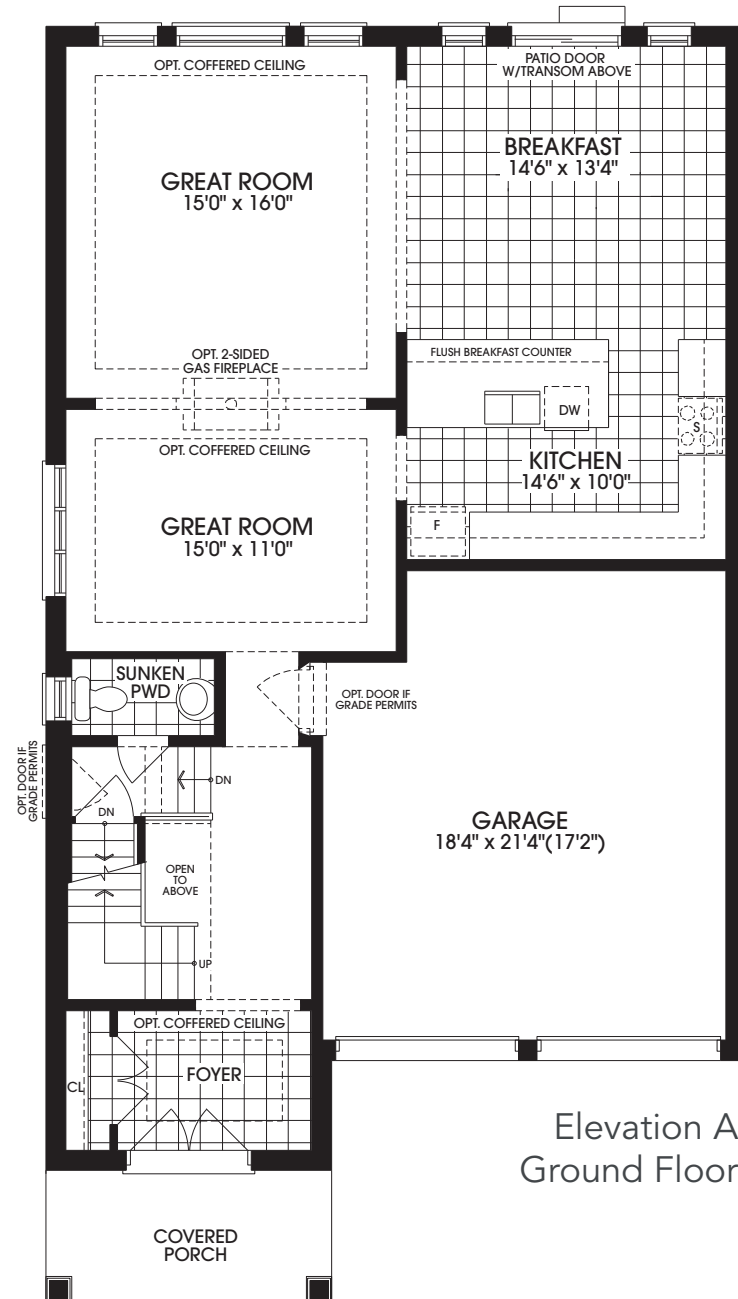 OPT. COFFERED CEILING
PATIO DOOR
W/TRANSOM ABOVE
GREAT ROOM
15'0" x 16'0"
BREAKFAST
14'6" x 13'4"
OPT. 2-SIDED
GAS FIREPLACE
FLUSH BREAKFAST COUNTER
DW
S
OPT. COFFERED CEILING
KITCHEN
14'6" x 10'0"
GREAT ROOM
15'0" x 11'0"
F
SUNKEN
PWD
OPT. DOOR IF
GRADE PERMITS
OPT. DOOR IF
GRADE PERMITS
DN
DN
GARAGE
18'4" x 21'4"(17'2")
OPEN
TO
ABOVE
UP
OPT. COFFERED CEILING
FOYER
CL
Elevation A
Ground Floor
COVERED
PORCH